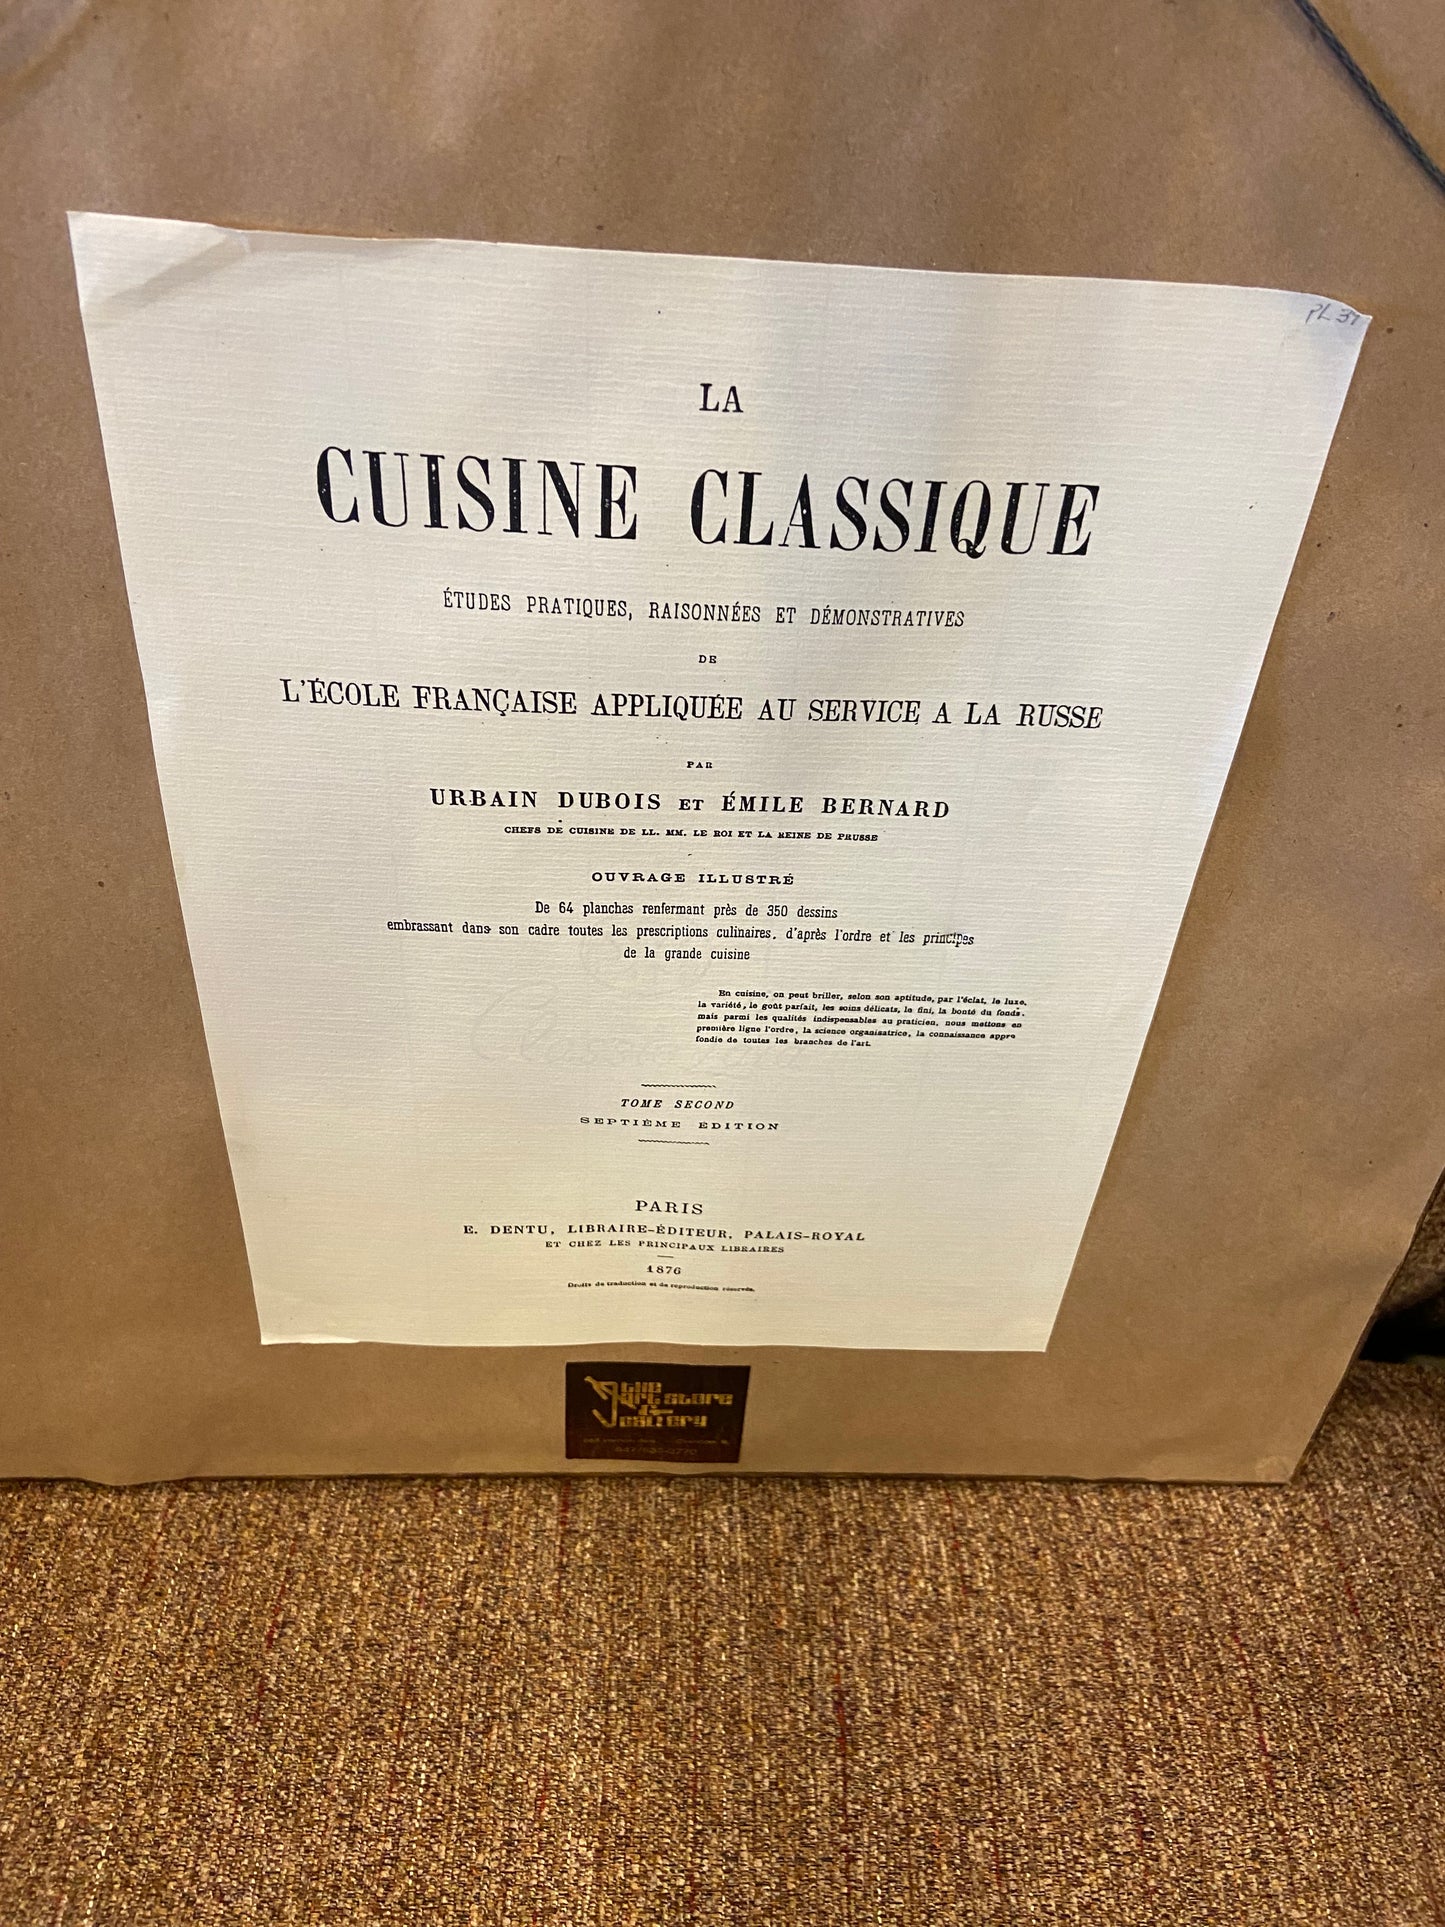 PL 37
LA
CUISINE CLASSIQUE
ÉTUDES PRATIQUES, RAISONNÉES ET DÉMONSTRATIVES
DE
L'ÉCOLE FRANÇAISE APPLIQUÉE AU SERVICE A LA RUSSE
PAR
URBAIN DUBOIS ET ÉMILE BERNARD
CHEFS DE CUISINE DE LL. MM. LE ROI ET LA REINE DE PRUSSE
OUVRAGE ILLUSTRÉ
De 64 planches renfermant près de 350 dessins
embrassant dans son cadre toutes les prescriptions culinaires, d'après l'ordre et les principes
de la grande cuisine
En cuisine, on peut briller, selon son aptitude, par l'éclat, le luxe,
la variété, le goût parfait, les soins délicats, le fini, la bonté du fonds.
mais parmi les qualités indispensables au praticien, nous mettons en
première ligne l'ordre, la science organisatrice, la connaissance appro
fondie de toutes les branches de l'art.
TOME SECOND
SEPTIÈME EDITION
PARIS
E. DENTU, LIBRAIRE-ÉDITEUR, PALAIS-ROYAL
ET CHEZ LES PRINCIPAUX LIBRAIRES
1876
Droits de traduction et de reproduction réservés.
the
Art Store
&
Gallery